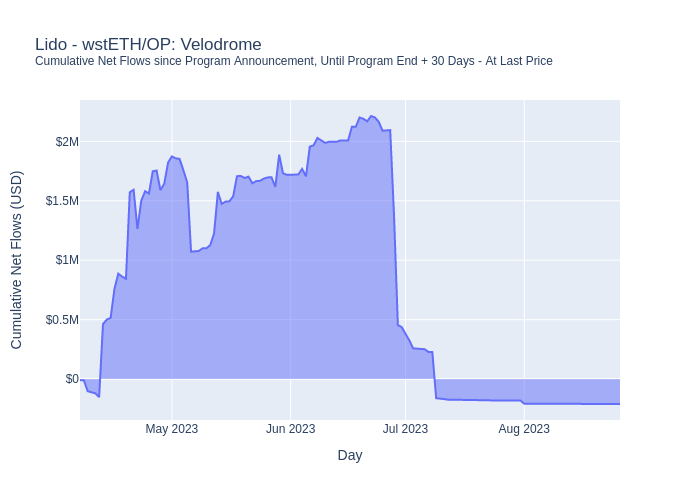 Lido - wstETH/OP: Velodrome
Cumulative Net Flows since Program Announcement, Until Program End + 30 Days - At Last Price
Cumulative Net Flows (USD)
$2M
$1.5M
$1M
$0.5M
$0
May 2023
Jun 2023
Jul 2023
Aug 2023
Day